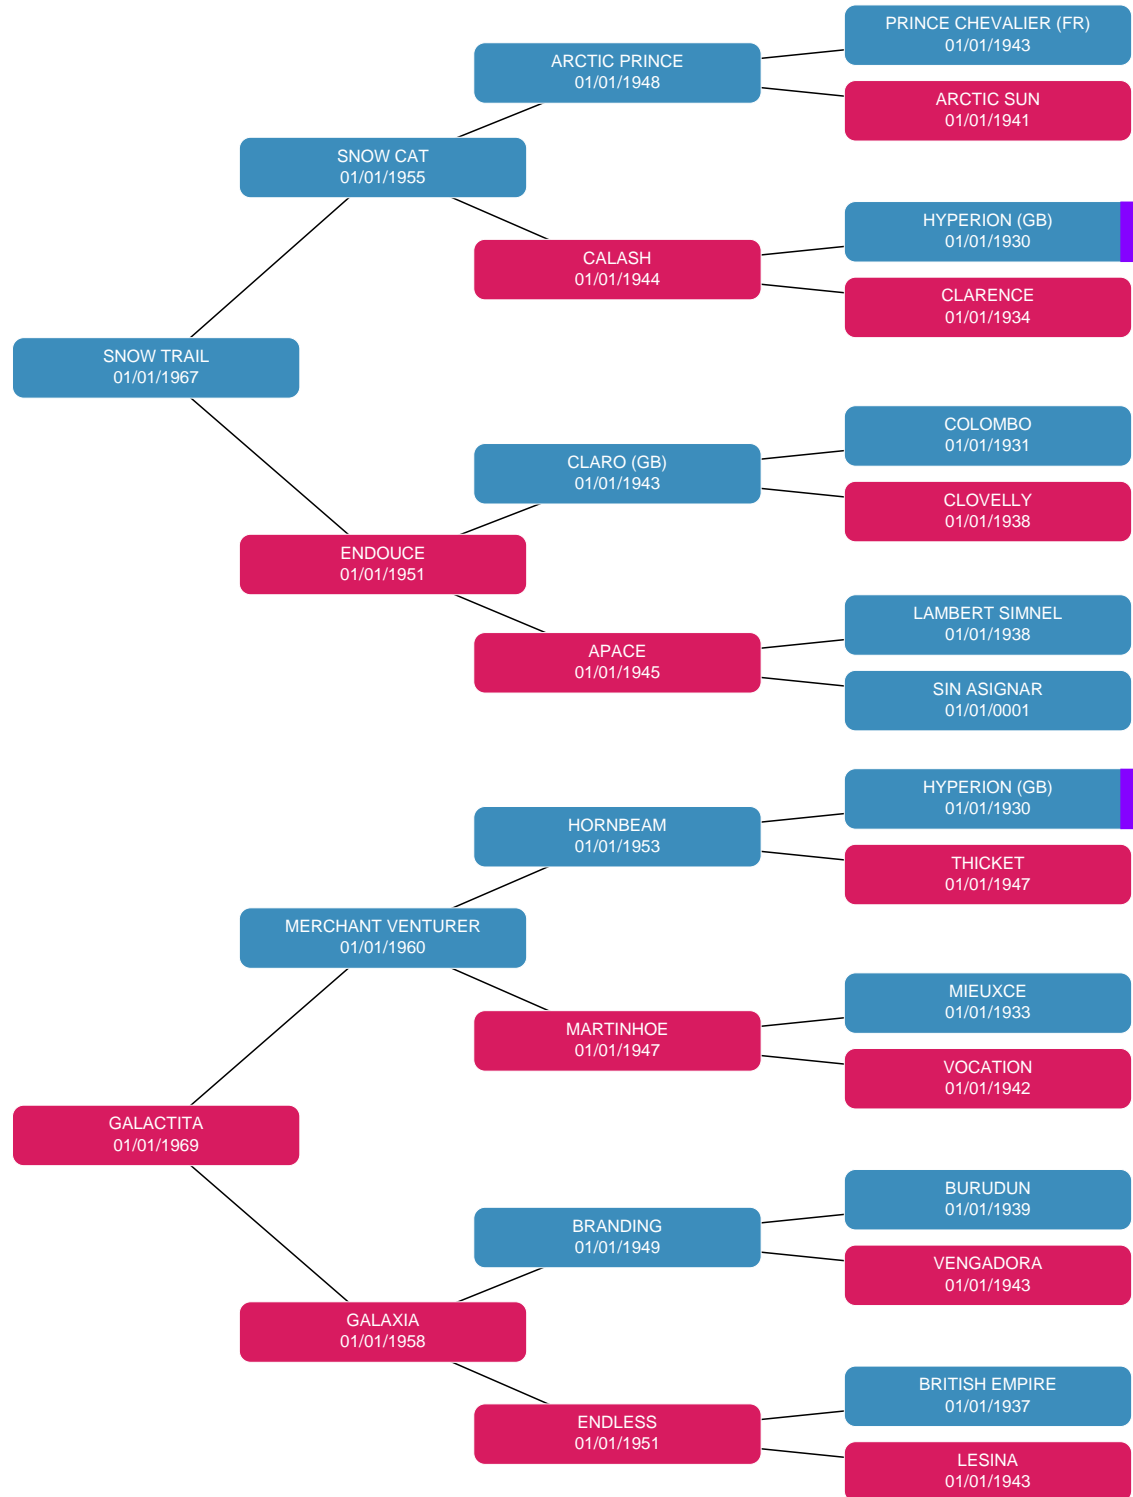 PRINCE CHEVALIER (FR)
01/01/1943
ARCTIC PRINCE
01/01/1948
ARCTIC SUN
01/01/1941
SNOW CAT
01/01/1955
HYPERION (GB)
01/01/1930
CALASH
01/01/1944
CLARENCE
01/01/1934
SNOW TRAIL
01/01/1967
COLOMBO
01/01/1931
CLARO (GB)
01/01/1943
CLOVELLY
01/01/1938
ENDOUCE
01/01/1951
LAMBERT SIMNEL
01/01/1938
APACE
01/01/1945
SIN ASIGNAR
01/01/0001
HYPERION (GB)
01/01/1930
HORNBEAM
01/01/1953
THICKET
01/01/1947
MERCHANT VENTURER
01/01/1960
MIEUXCE
01/01/1933
MARTINHOE
01/01/1947
VOCATION
01/01/1942
GALACTITA
01/01/1969
BURUDUN
01/01/1939
BRANDING
01/01/1949
VENGADORA
01/01/1943
GALAXIA
01/01/1958
BRITISH EMPIRE
01/01/1937
ENDLESS
01/01/1951
LESINA
01/01/1943